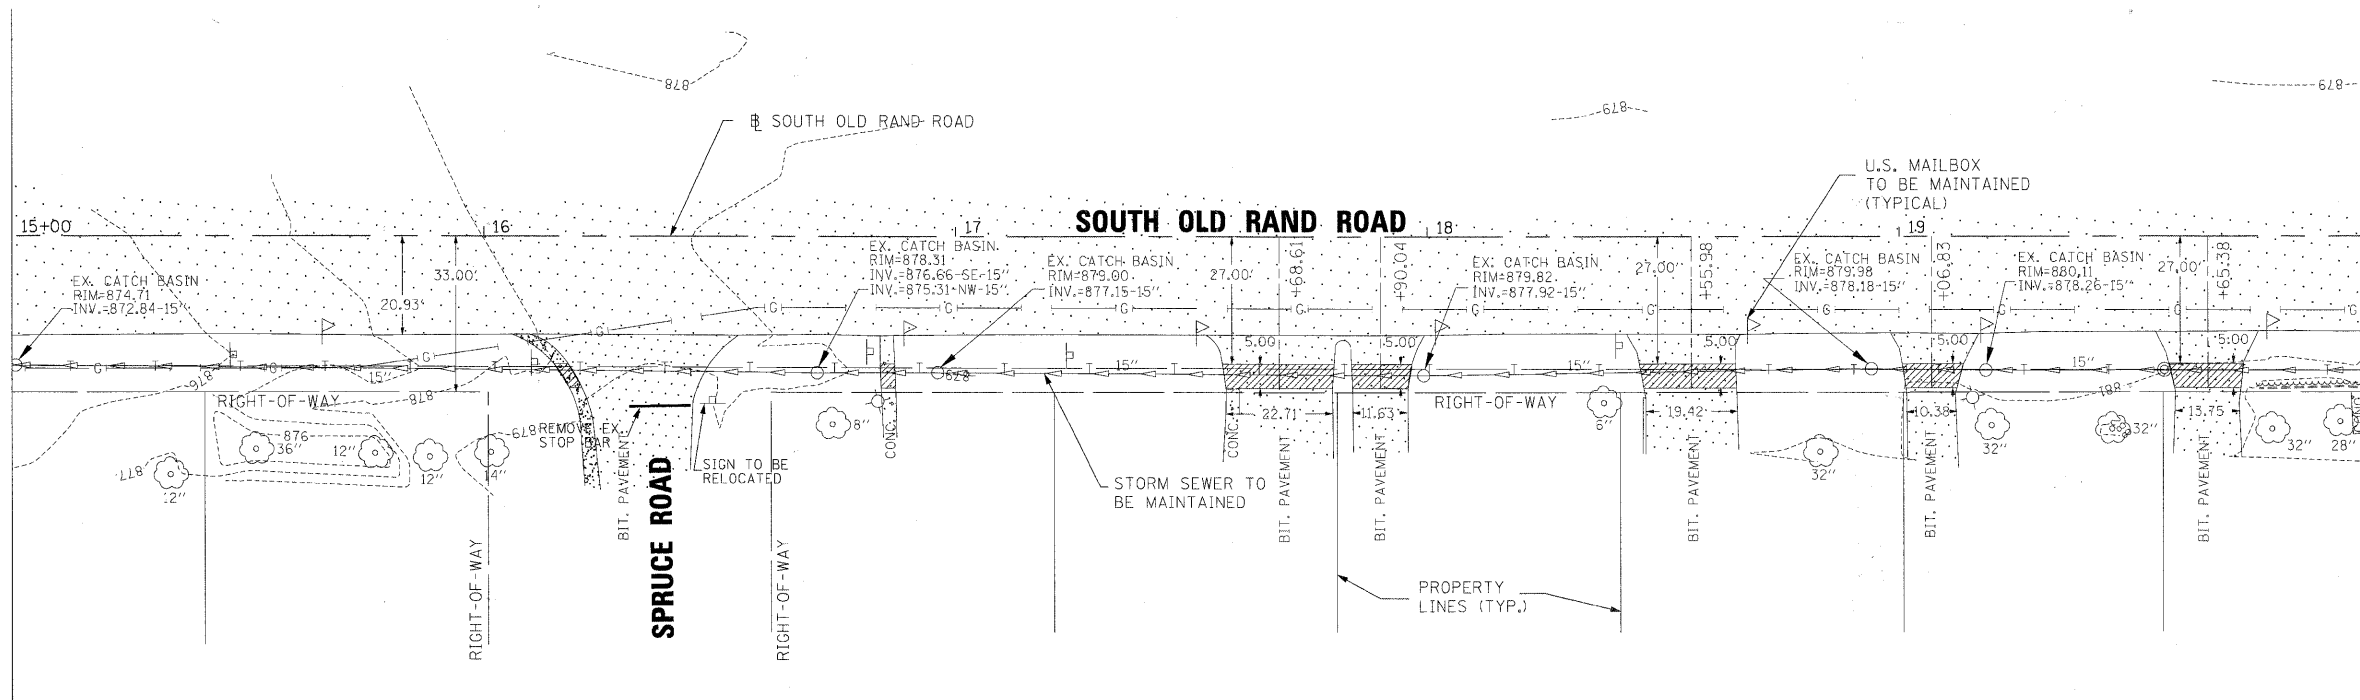 878
879
879
℄ SOUTH OLD RAND ROAD
U.S. MAILBOX
TO BE MAINTAINED
(TYPICAL)
SOUTH OLD RAND ROAD
15+00
16
17
18
19
EX. CATCH BASIN
RIM=874.71
INV.=872.84-15"
20.93'
33.00'
EX. CATCH BASIN
RIM=878.31
INV.=876.66-SE-15"
INV.=875.31-NW-15"
EX. CATCH BASIN
RIM=879.00
INV.=877.15-15"
27.00'
+68.61
+90.04
EX. CATCH BASIN
RIM=879.82
INV.=877.92-15"
27.00'
+55.98
EX. CATCH BASIN
RIM=879.98
INV.=878.18-15"
+06.83
EX. CATCH BASIN
RIM=880.11
INV.=878.26-15"
27.00'
+65.38
G
G
G
G
G
G
G
G
G
G
5.00
5.00
5.00
5.00
5.00
G
T
G
T
T
15"
15"
15"
15"
876
878
879
881
RIGHT-OF-WAY
RIGHT-OF-WAY
22.71
11.63
19.42
10.38
13.75
REMOVE EX.
STOP BAR
879
876
36"
12"
12"
14"
12"
877
8"
6"
32"
32"
32"
32"
28"
SIGN TO BE
RELOCATED
STORM SEWER TO
BE MAINTAINED
CONC.
CONC.
BIT. PAVEMENT
BIT. PAVEMENT
BIT. PAVEMENT
BIT. PAVEMENT
BIT. PAVEMENT
BIT. PAVEMENT
SPRUCE ROAD
RIGHT-OF-WAY
RIGHT-OF-WAY
PROPERTY
LINES (TYP.)